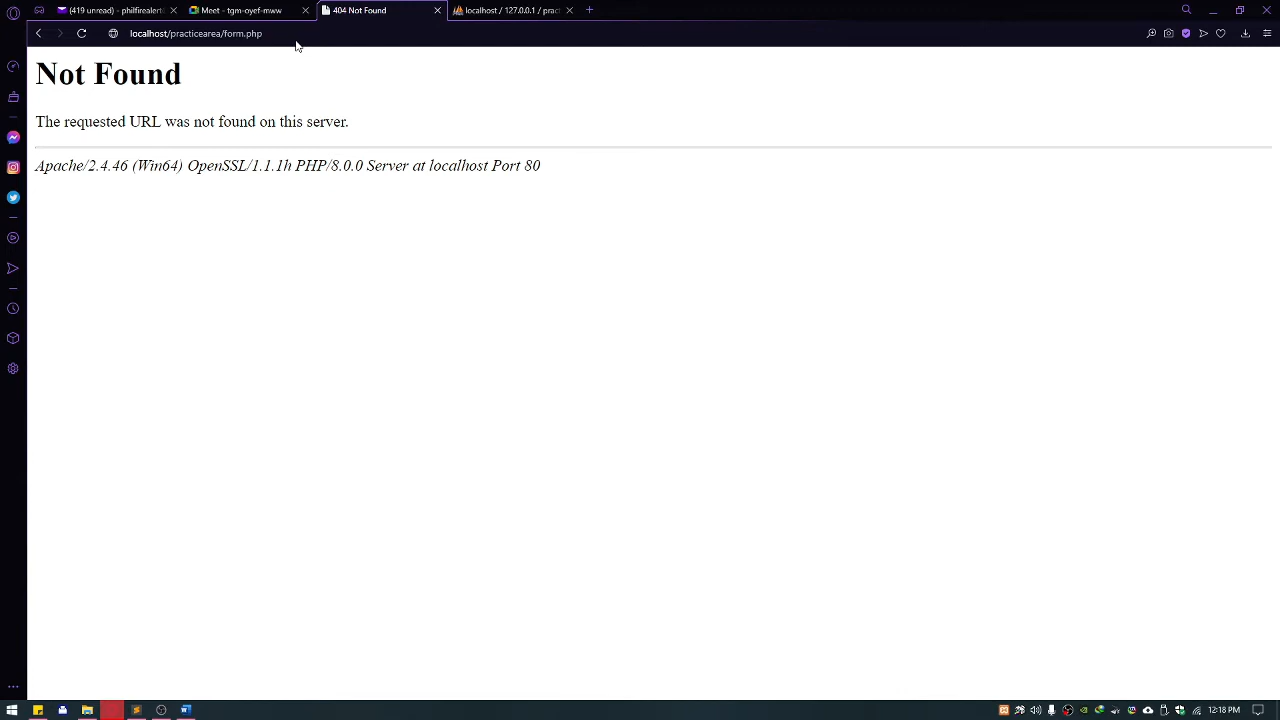 (419 unread) - philfirealert
Meet - tgm-oyef-mww
404 Not Found
localhost / 127.0.0.1 / pract
localhost/practicearea/form.php
Not Found
The requested URL was not found on this server.
Apache/2.4.46 (Win64) OpenSSL/1.1.1h PHP/8.0.0 Server at localhost Port 80
12:18 PM